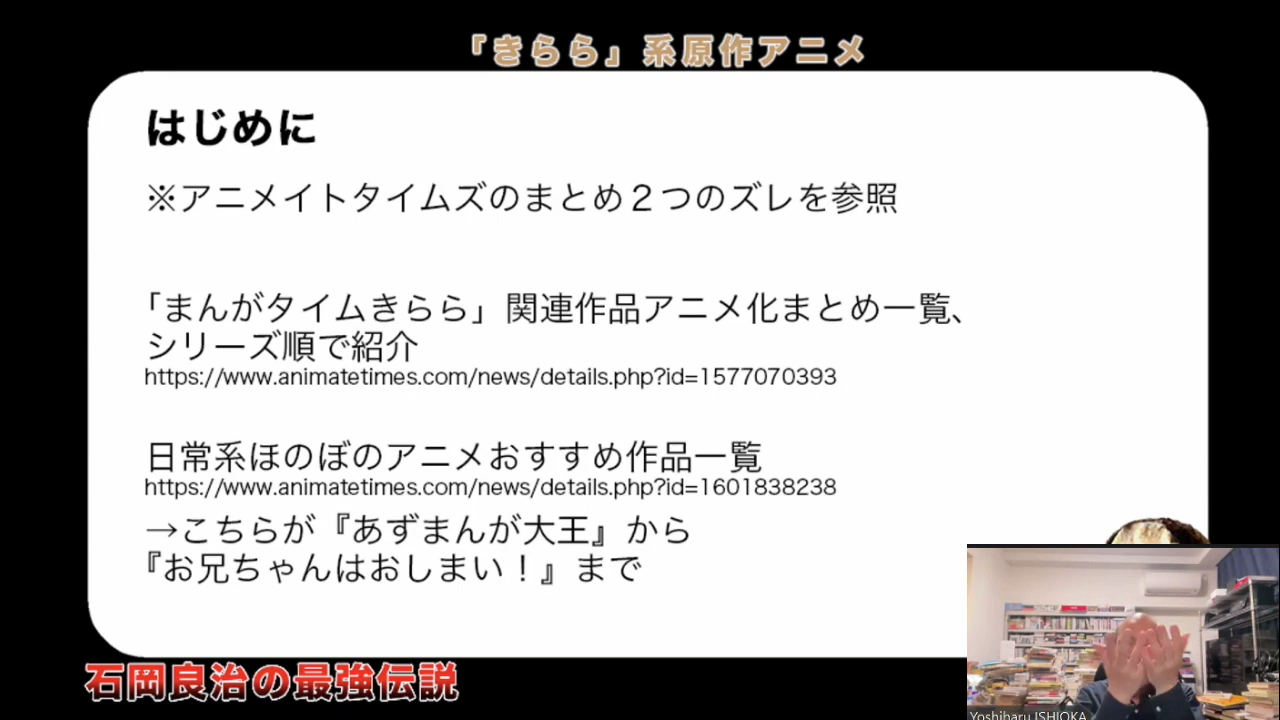 「きらら」系原作アニメ
はじめに
※アニメイトタイムズのまとめ２つのズレを参照
「まんがタイムきらら」関連作品アニメ化まとめ一覧、
シリーズ順で紹介
https://www.animatetimes.com/news/details.php?id=1577070393
日常系ほのぼのアニメおすすめ作品一覧
https://www.animatetimes.com/news/details.php?id=1601838238
→こちらが『あずまんが大王』から
『お兄ちゃんはおしまい！』まで
石岡良治の最強伝説
Yoshiharu ISHIOKA